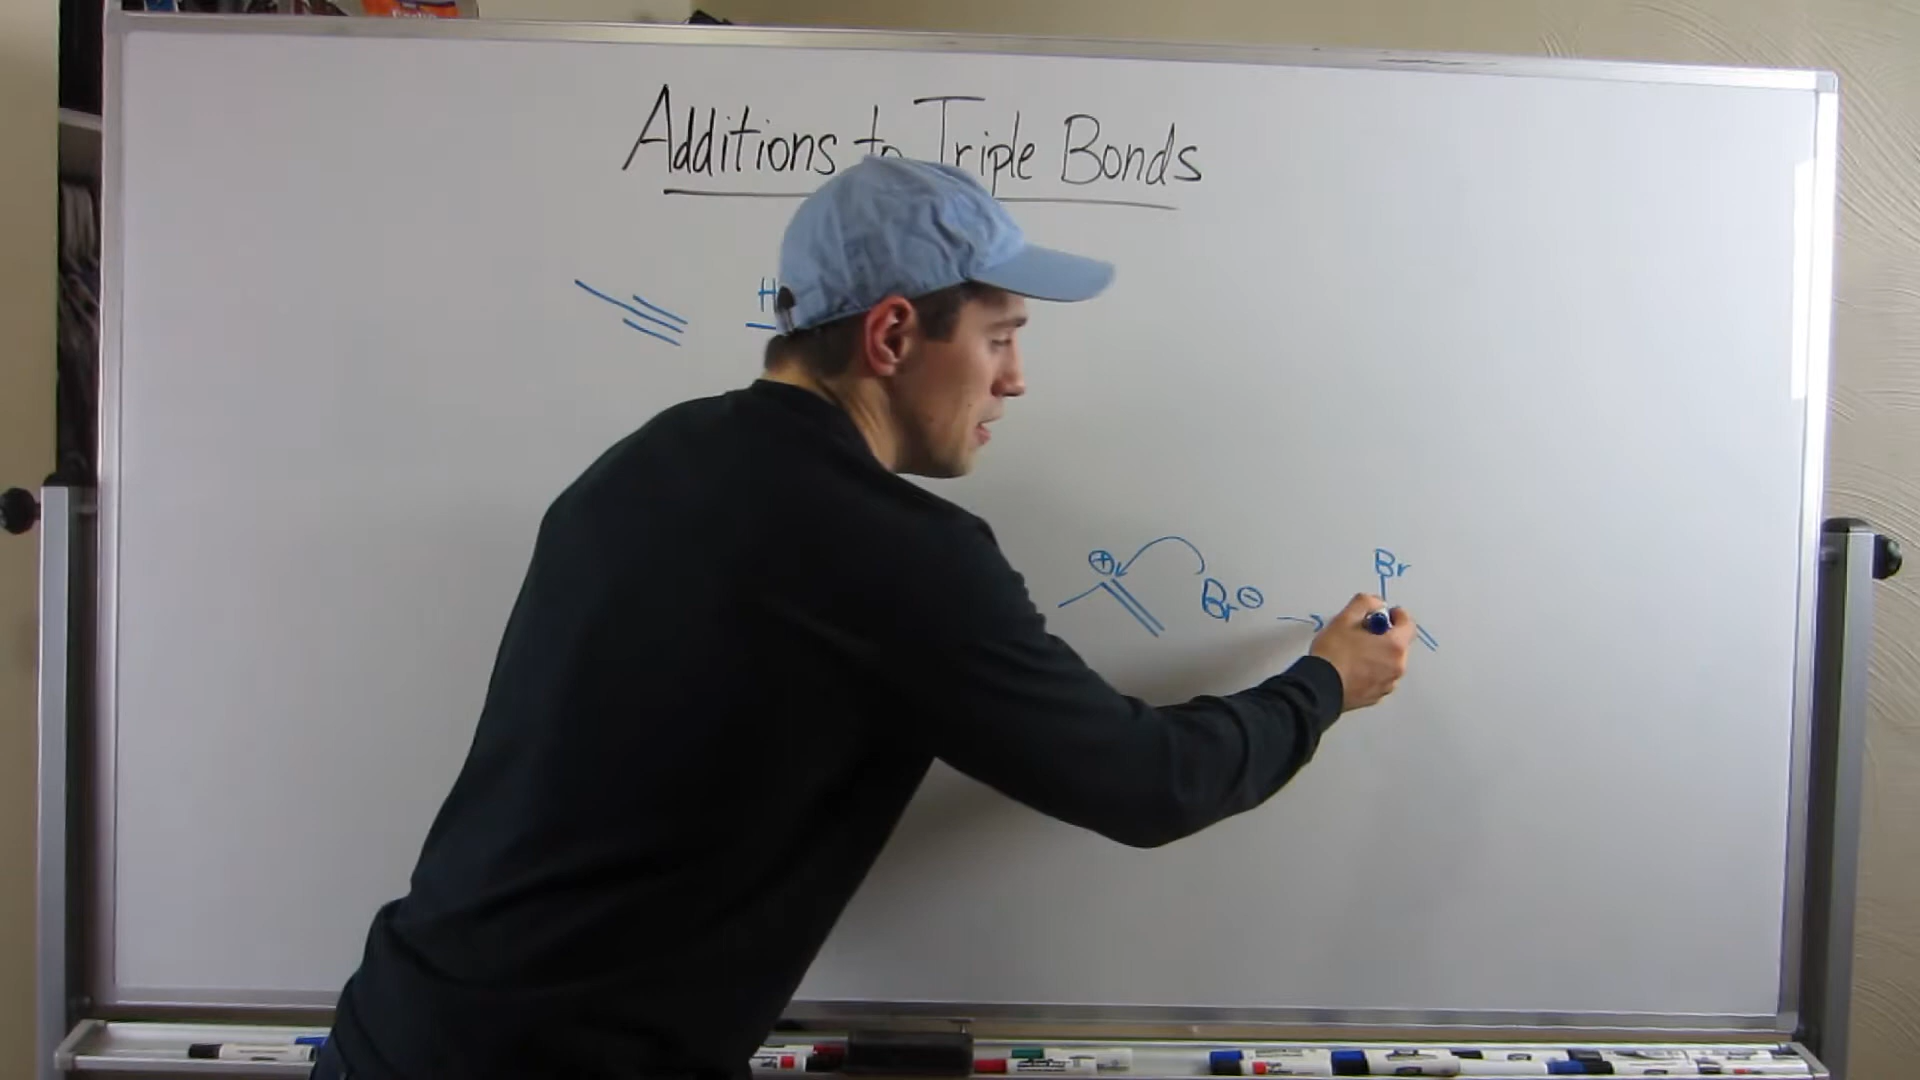 Additions to Triple Bonds
H
⊕
Br⊖
→
Br